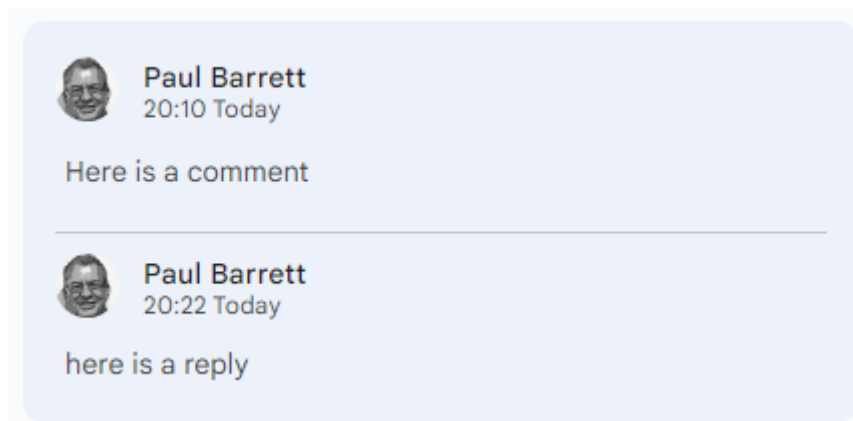 Paul Barrett
20:10 Today
Here is a comment
Paul Barrett
20:22 Today
here is a reply